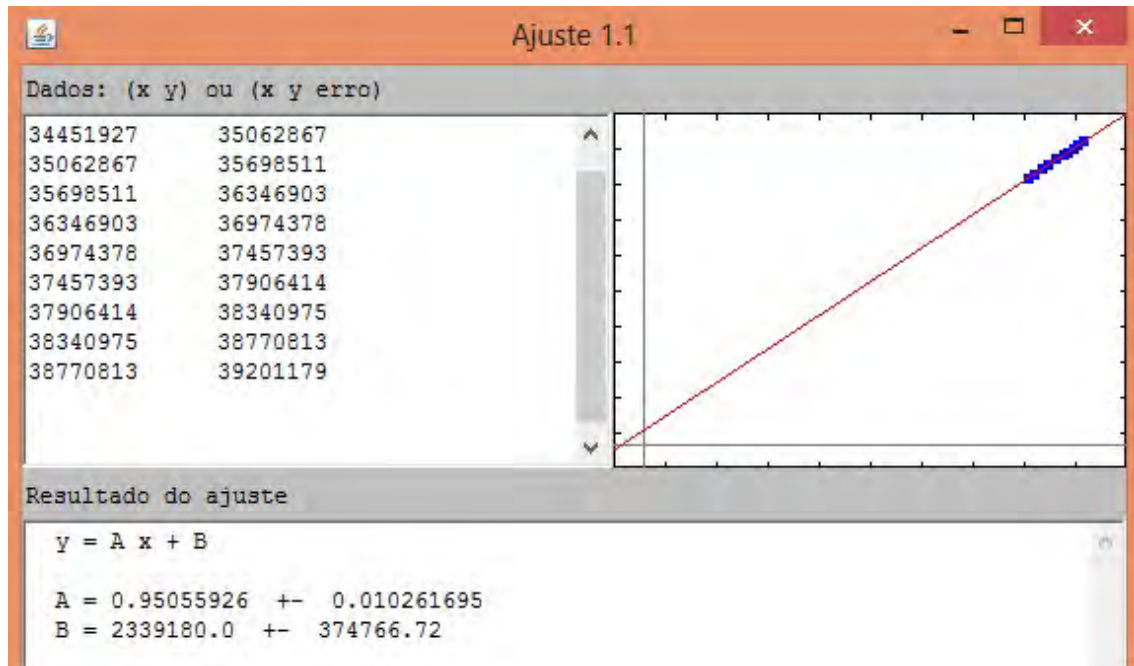 Ajuste 1.1
Dados: (x y) ou (x y erro)
34451927 35062867
35062867 35698511
35698511 36346903
36346903 36974378
36974378 37457393
37457393 37906414
37906414 38340975
38340975 38770813
38770813 39201179
Resultado do ajuste
y = A x + B
A = 0.95055926 +- 0.010261695
B = 2339180.0 +- 374766.72